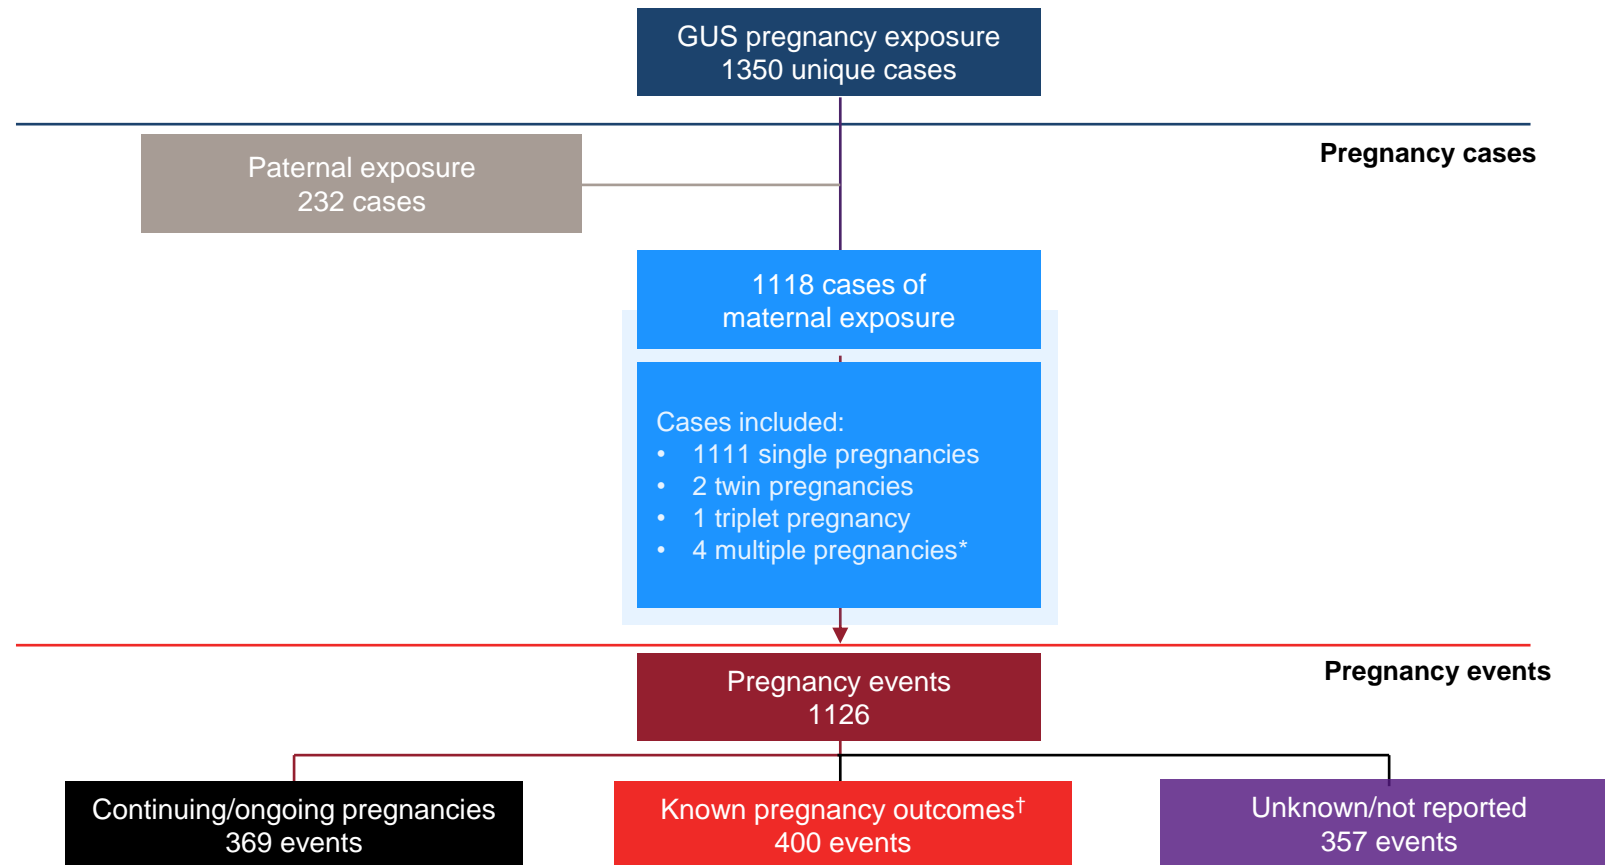 GUS pregnancy exposure
1350 unique cases
Pregnancy cases
Paternal exposure
232 cases
1118 cases of
maternal exposure
Cases included:
• 1111 single pregnancies
• 2 twin pregnancies
• 1 triplet pregnancy
• 4 multiple pregnancies*
Pregnancy events
Pregnancy events
1126
Continuing/ongoing pregnancies
369 events
Known pregnancy outcomes†
400 events
Unknown/not reported
357 events